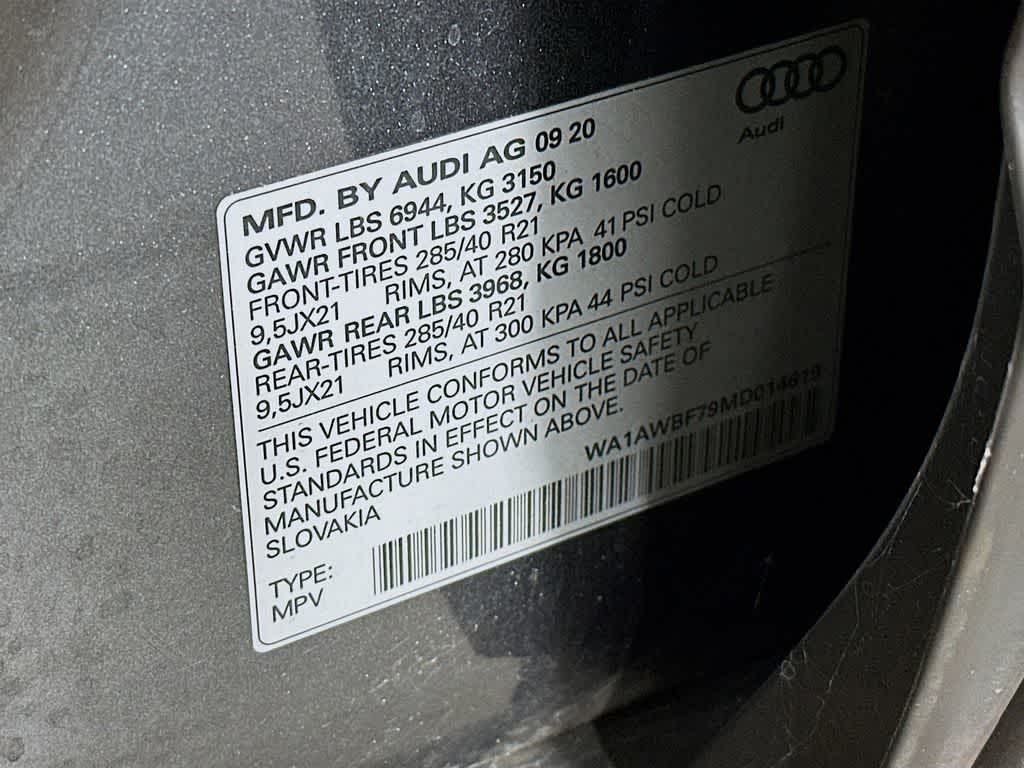 Audi
MFD. BY AUDI AG 09 20
GVWR LBS 6944, KG 3150
GAWR FRONT LBS 3527, KG 1600
FRONT-TIRES 285/40 R21
9,5JX21 RIMS, AT 280 KPA 41 PSI COLD
GAWR REAR LBS 3968, KG 1800
REAR-TIRES 285/40 R21
9,5JX21 RIMS, AT 300 KPA 44 PSI COLD
THIS VEHICLE CONFORMS TO ALL APPLICABLE
U.S. FEDERAL MOTOR VEHICLE SAFETY
STANDARDS IN EFFECT ON THE DATE OF
MANUFACTURE SHOWN ABOVE.
SLOVAKIA
WA1AWBF79MD014619
TYPE:
MPV